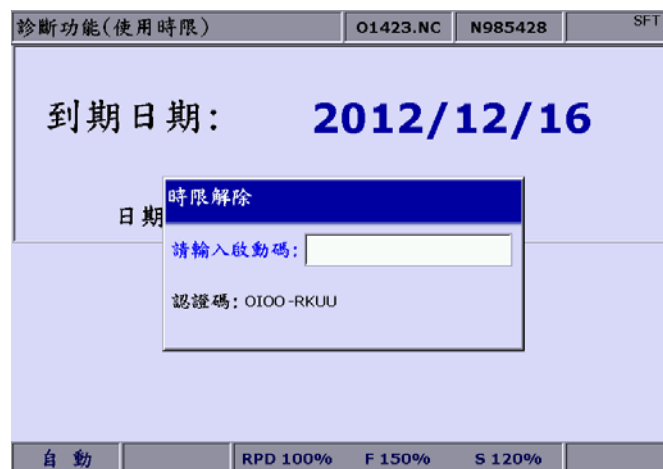 診斷功能(使用時限) O1423.NC N985428 SFT
到期日期: 2012/12/16
日期
時限解除
請輸入啟動碼:
認證碼: OIOO-RKUU
自動 RPD 100% F 150% S 120%